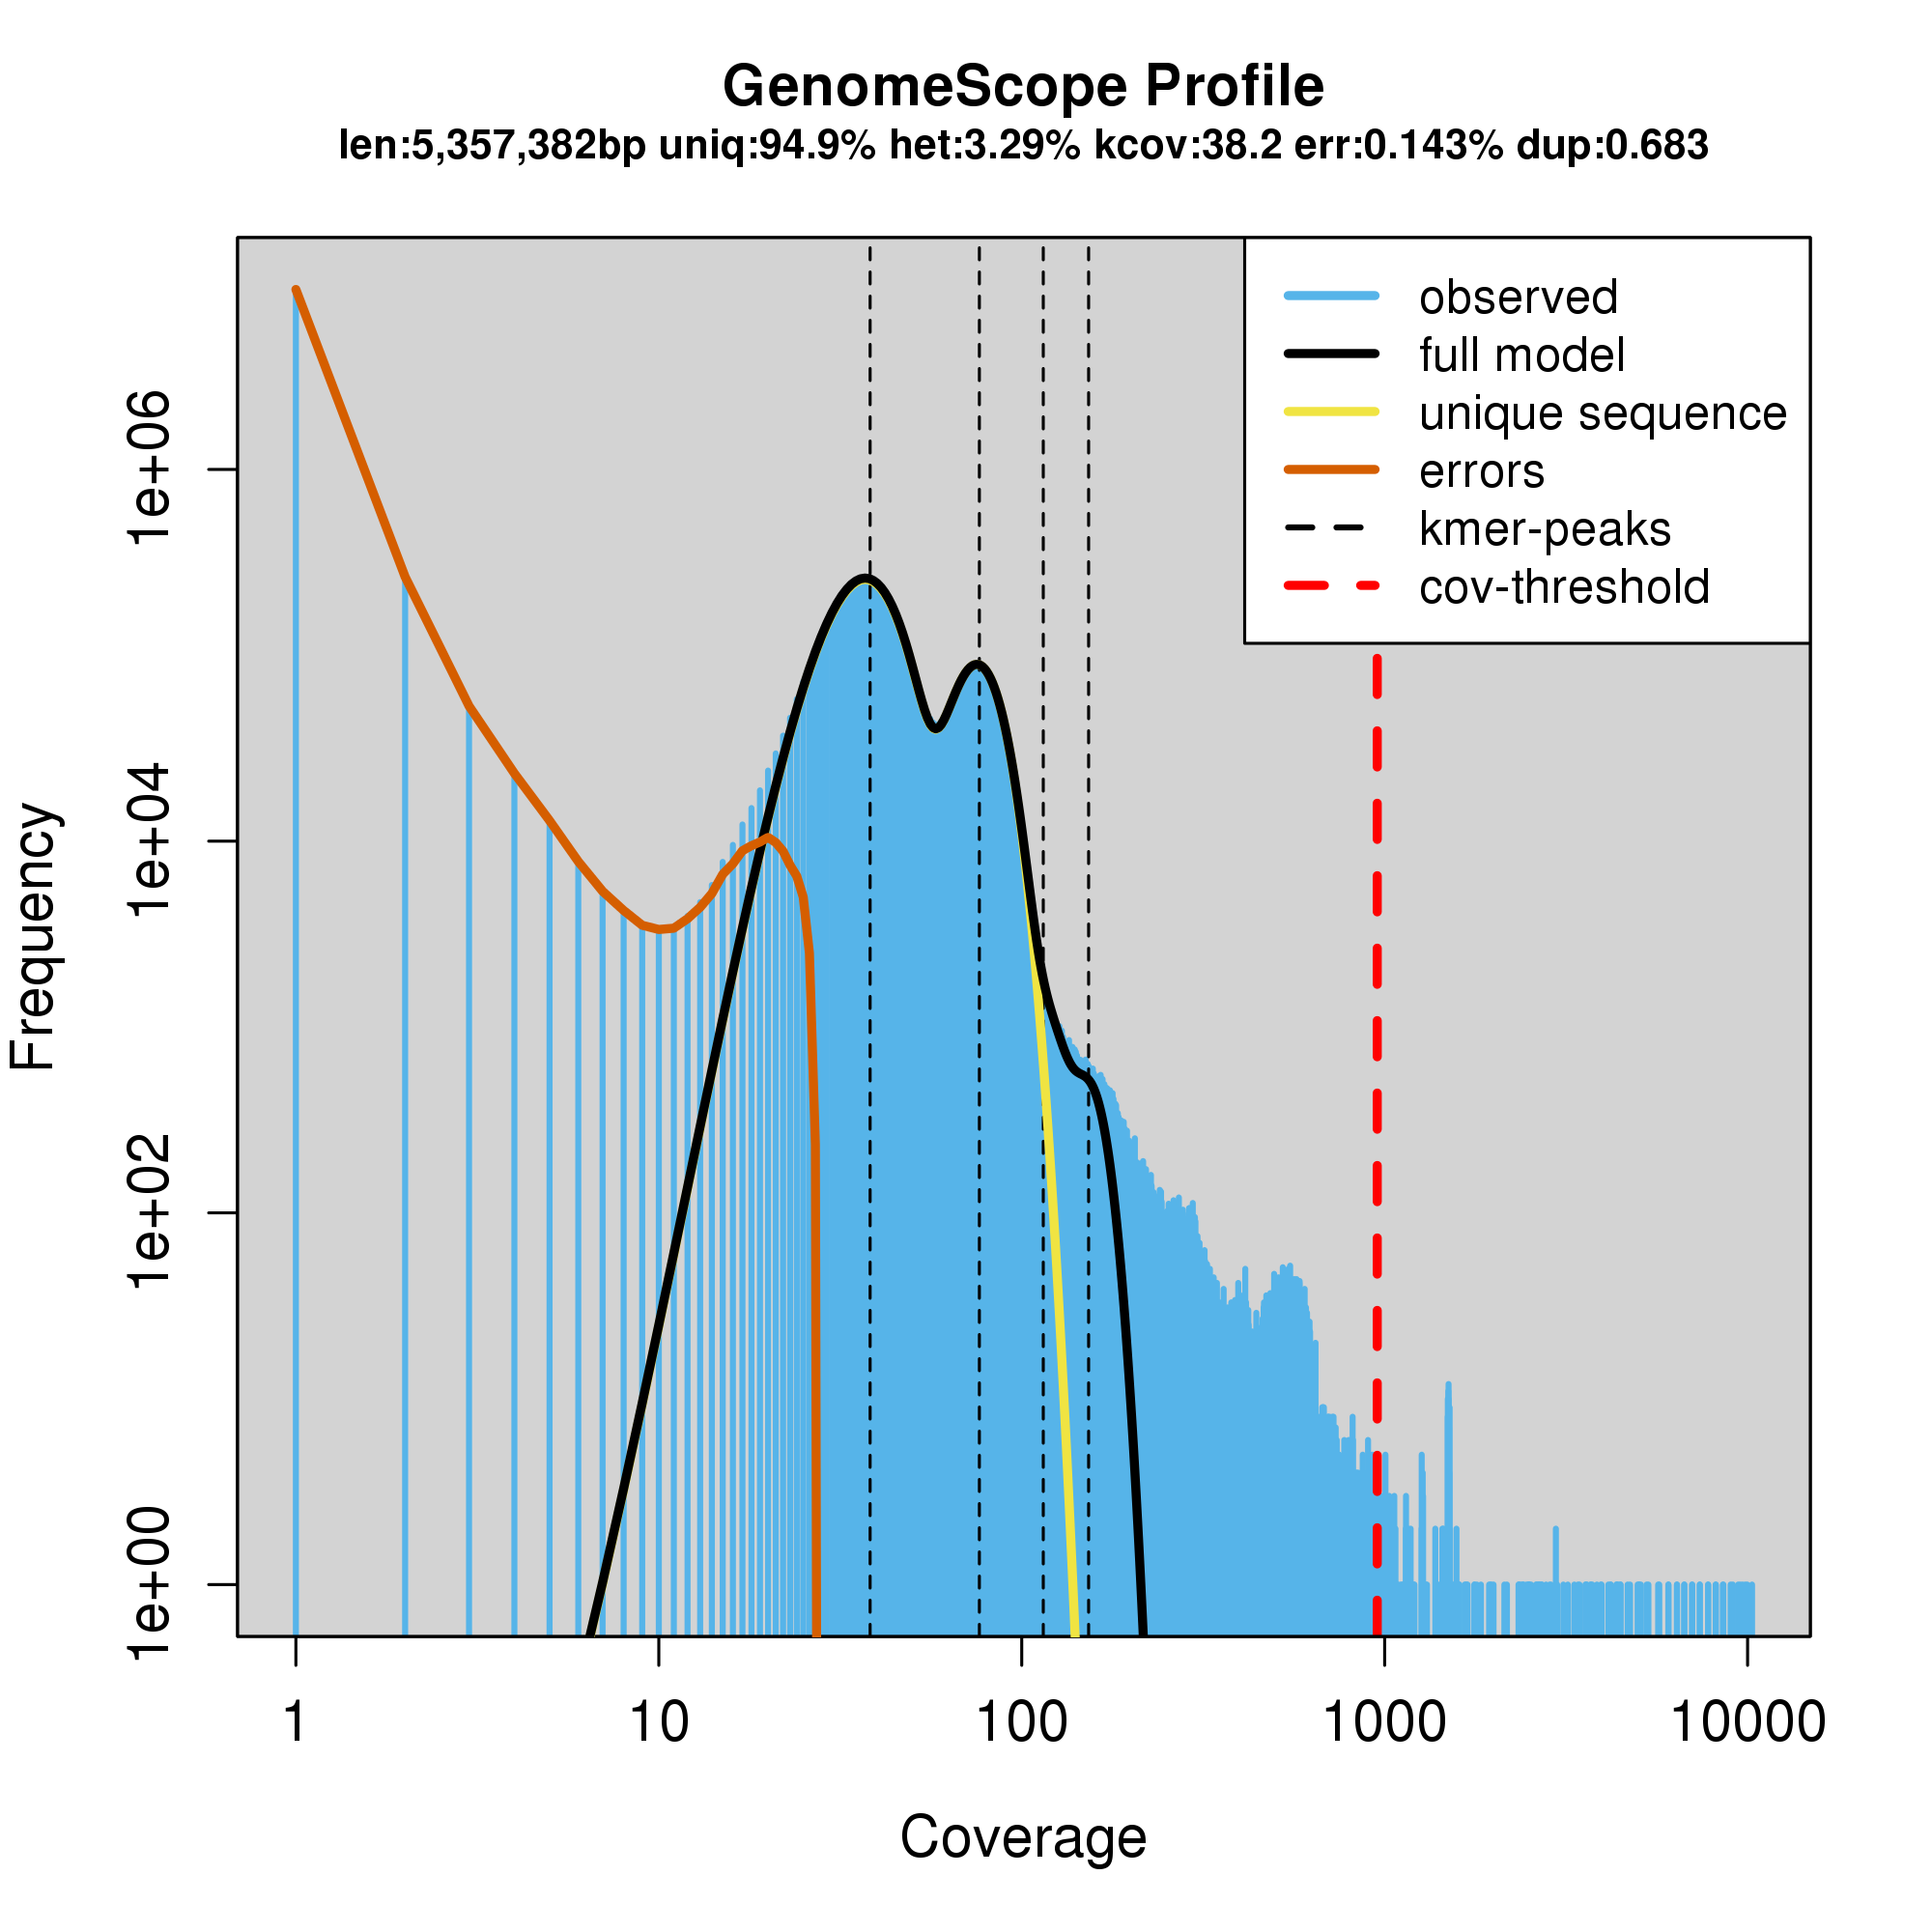 GenomeScope Profile
len:5,357,382bp uniq:94.9% het:3.29% kcov:38.2 err:0.143% dup:0.683
observed
full model
unique sequence
errors
kmer-peaks
cov-threshold
Frequency
1e+06
1e+04
1e+02
1e+00
1 10 100 1000 10000
Coverage